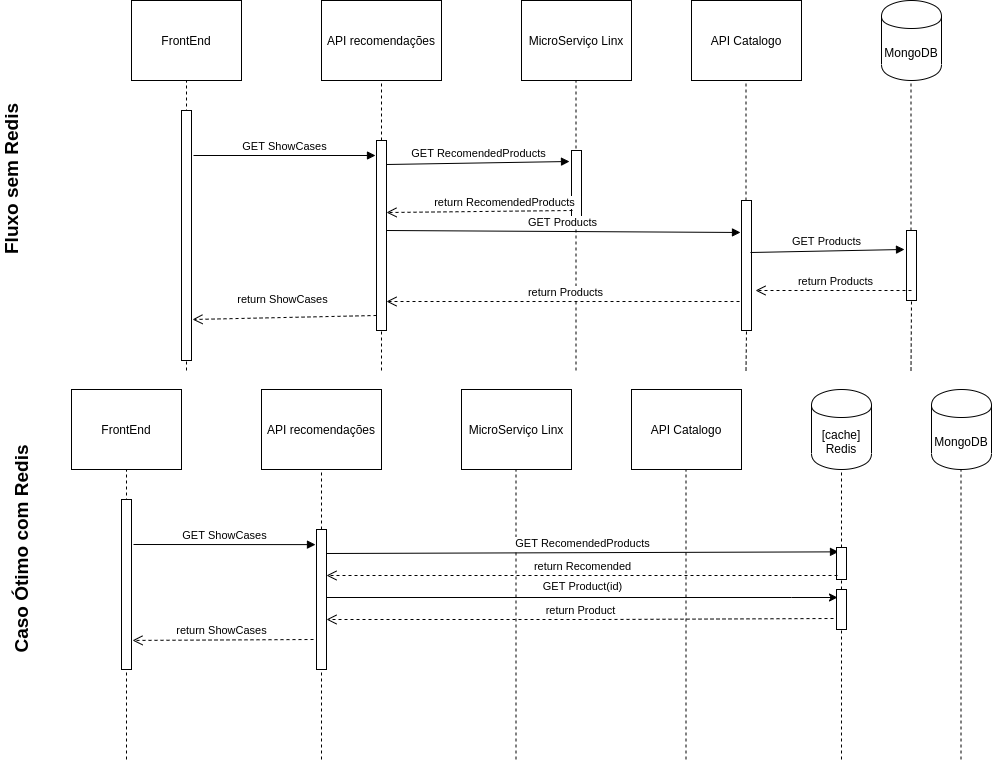 Fluxo sem Redis
FrontEnd
API recomendações
MicroServiço Linx
API Catalogo
MongoDB
GET ShowCases
GET RecomendedProducts
return RecomendedProducts
GET Products
GET Products
return Products
return Products
return ShowCases
Caso Ótimo com Redis
FrontEnd
API recomendações
MicroServiço Linx
API Catalogo
[cache]
Redis
MongoDB
GET ShowCases
GET RecomendedProducts
return Recomended
GET Product(id)
return Product
return ShowCases